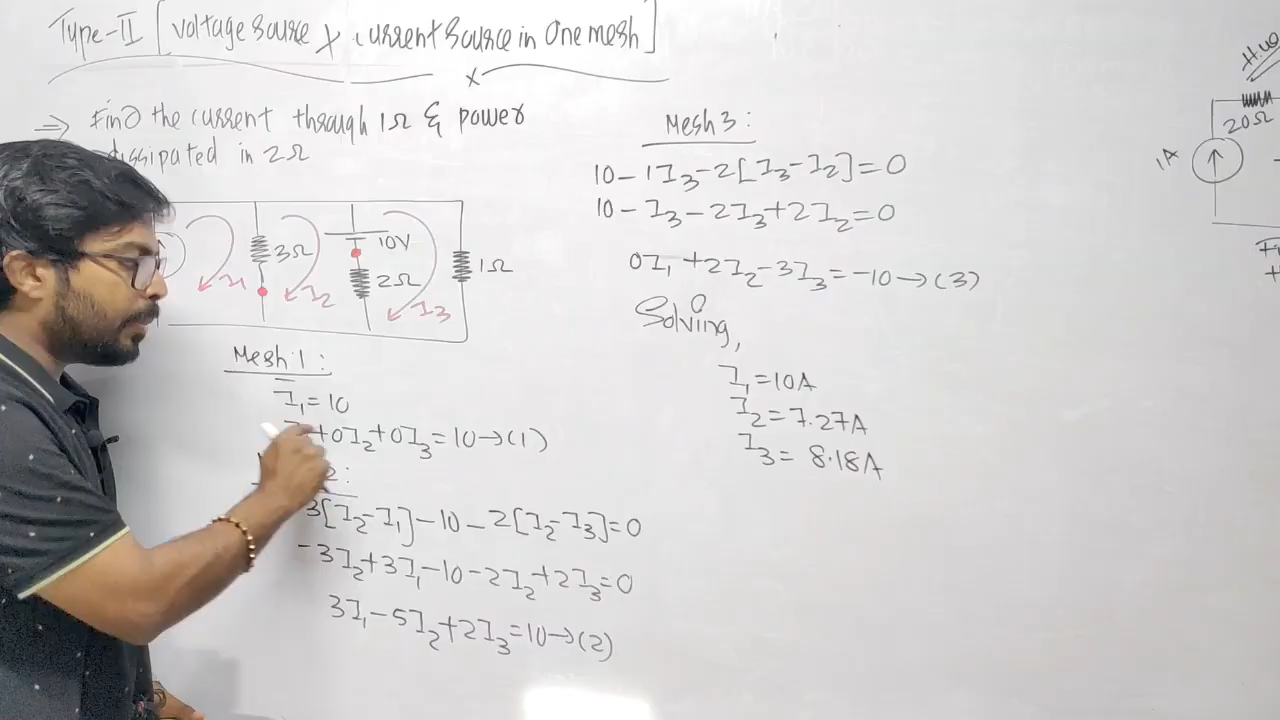 Type-II [voltage source & current source in one mesh]
x
⇒ Find the current through 1Ω & power
dissipated in 2Ω
3Ω
10V
2Ω
1Ω
I1
I2
I3
Mesh 1:
I1 = 10
+0I2+0I3=10→(1)
2:
3[I2-I1]-10-2[I2-I3]=0
-3I2+3I1-10-2I2+2I3=0
3I1-5I2+2I3=10→(2)
Mesh 3:
10-1I3-2[I3-I2]=0
10-I3-2I3+2I2=0
0I1+2I2-3I3=-10→(3)
Solving,
I1=10A
I2=7.27A
I3=8.18A
H.W
20Ω
1A